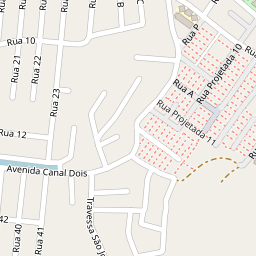 B
C
Rua 10
Rua P
Rua 21
Rua 22
Rua 23
Rua A
Rua Projetada 10
Rua Projetada 11
Rua 12
Avenida Canal Dois
Travessa São J
42
Rua 40
Rua 41